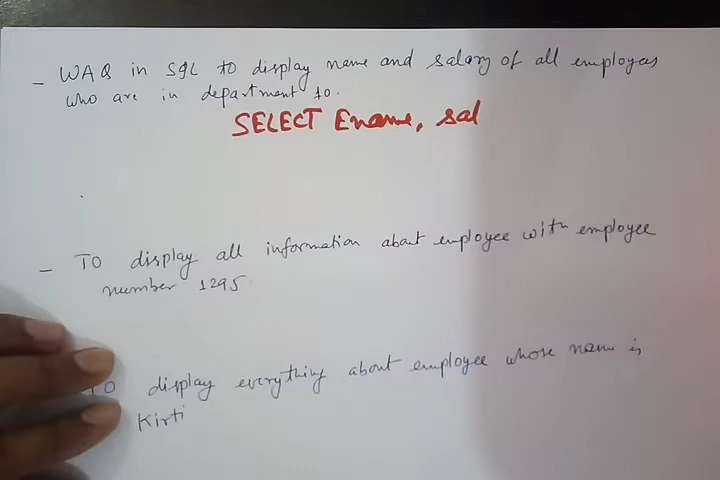 - WAQ in SQL to display name and salary of all employees
who are in department 10.
SELECT Ename, sal
- TO display all information about employee with employee
number 1295.
TO display everything about employee whose name is
Kirti